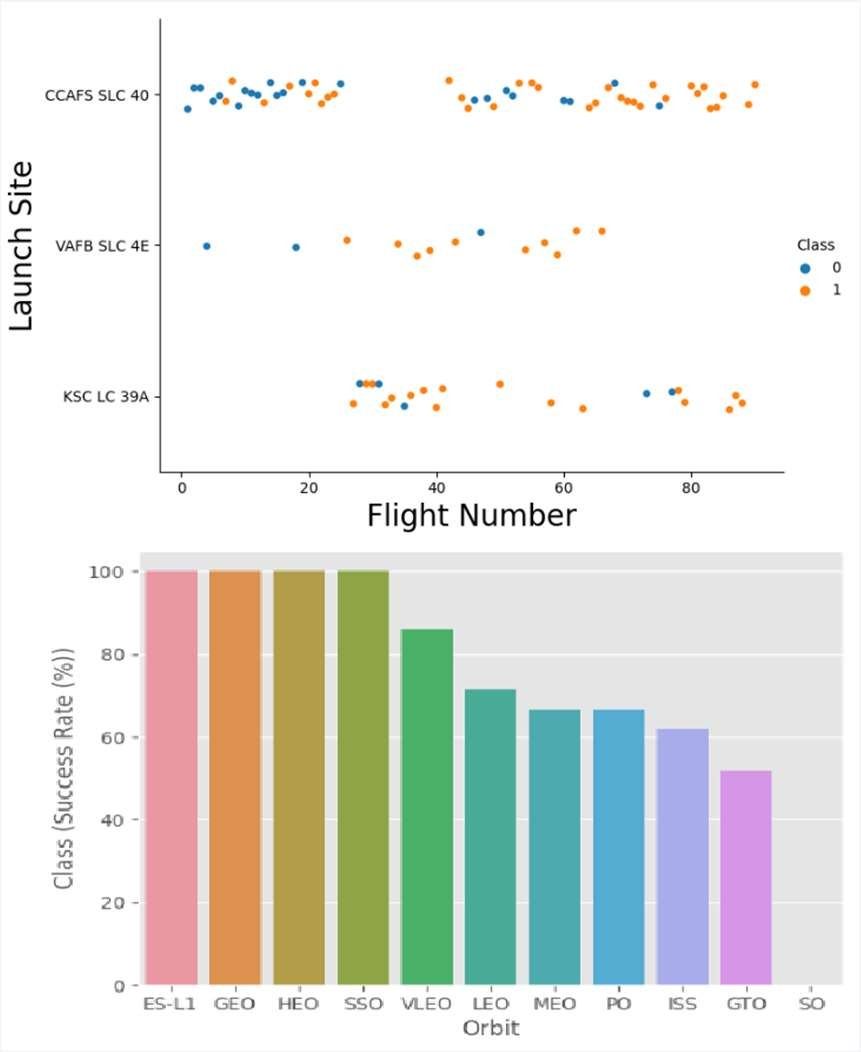 CCAFS SLC 40
VAFB SLC 4E
KSC LC 39A
Launch Site
0 20 40 60 80
Flight Number
Class
0
1
100
80
60
40
20
0
Class (Success Rate (%))
ES-L1 GEO HEO SSO VLEO LEO MEO PO ISS GTO SO
Orbit